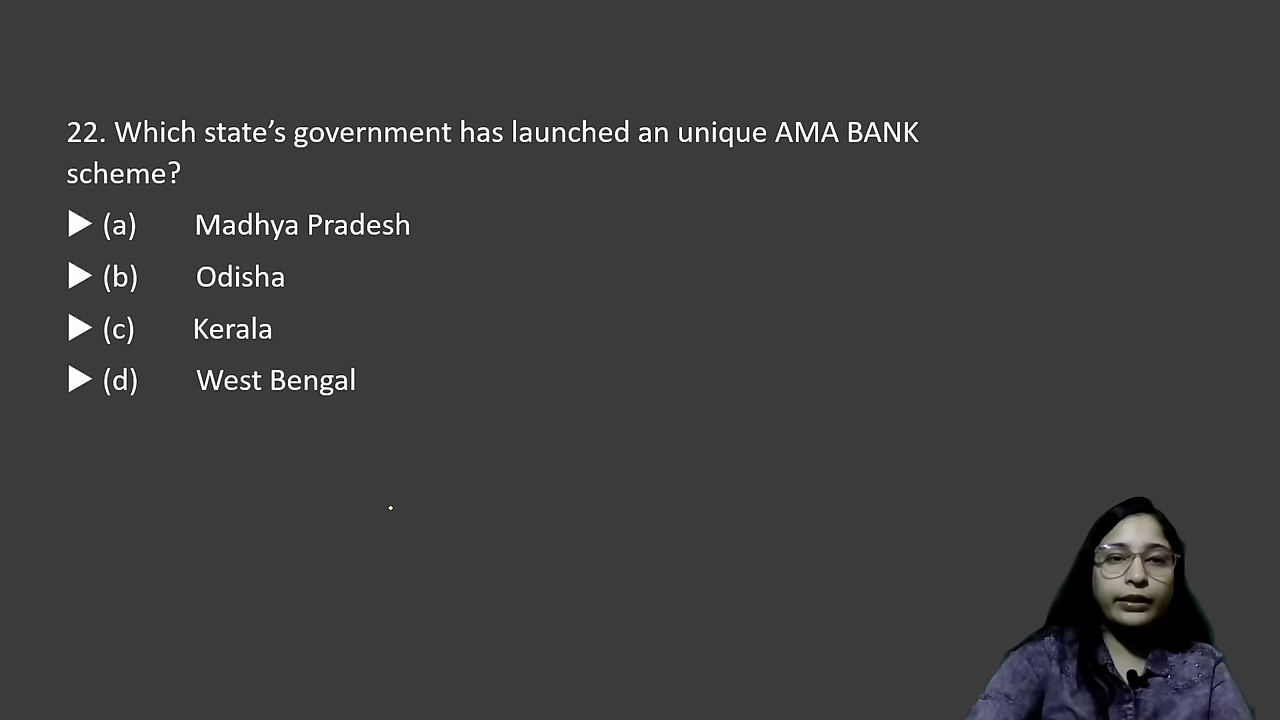 22. Which state’s government has launched an unique AMA BANK
scheme?
▶ (a) Madhya Pradesh
▶ (b) Odisha
▶ (c) Kerala
▶ (d) West Bengal